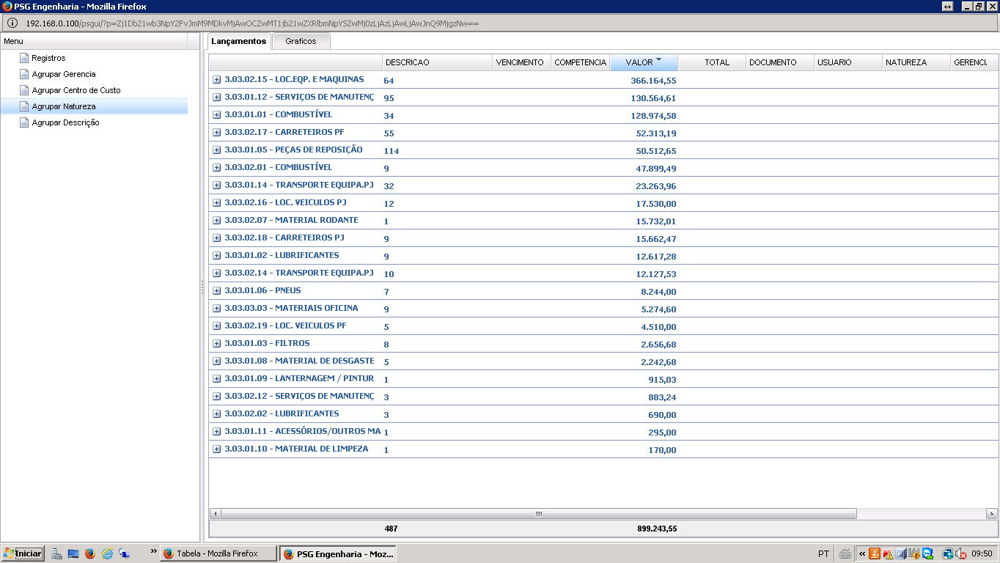 PSG Engenharia - Mozilla Firefox
192.168.0.100/psgui/?p=Zj1Db21wb3NpY2FvJmM9MDkvMjAwOCZwMT1jb21wZXRlbmNpYSZwMj0zLjAzLjAwLjAwJnQ9MjgzNw==
Menu
Registros
Agrupar Gerencia
Agrupar Centro de Custo
Agrupar Natureza
Agrupar Descrição
Lançamentos Graficos
DESCRICAO VENCIMENTO COMPETENCIA VALOR TOTAL DOCUMENTO USUARIO NATUREZA GERENCI.
3.03.02.15 - LOC.EQP. E MAQUINAS 64 366.164,55
3.03.01.12 - SERVIÇOS DE MANUTENÇ 95 130.564,61
3.03.01.01 - COMBUSTÍVEL 34 128.974,58
3.03.02.17 - CARRETEIROS PF 55 52.313,19
3.03.01.05 - PEÇAS DE REPOSIÇÃO 114 50.512,65
3.03.02.01 - COMBUSTÍVEL 9 47.899,49
3.03.01.14 - TRANSPORTE EQUIPA.PJ 32 23.263,96
3.03.02.16 - LOC. VEICULOS PJ 12 17.530,00
3.03.02.07 - MATERIAL RODANTE 1 15.732,01
3.03.02.18 - CARRETEIROS PJ 9 15.662,47
3.03.01.02 - LUBRIFICANTES 9 12.617,28
3.03.02.14 - TRANSPORTE EQUIPA.PJ 10 12.127,53
3.03.01.06 - PNEUS 7 8.244,00
3.03.03.03 - MATERIAIS OFICINA 9 5.274,60
3.03.02.19 - LOC. VEICULOS PF 5 4.510,00
3.03.01.03 - FILTROS 8 2.656,68
3.03.01.08 - MATERIAL DE DESGASTE 5 2.242,68
3.03.01.09 - LANTERNAGEM / PINTUR 1 915,03
3.03.02.12 - SERVIÇOS DE MANUTENÇ 3 883,24
3.03.02.02 - LUBRIFICANTES 3 690,00
3.03.01.11 - ACESSÓRIOS/OUTROS MA 1 295,00
3.03.01.10 - MATERIAL DE LIMPEZA 1 170,00
487 899.243,55
Iniciar » Tabela - Mozilla Firefox PSG Engenharia - Moz... PT « 09:50